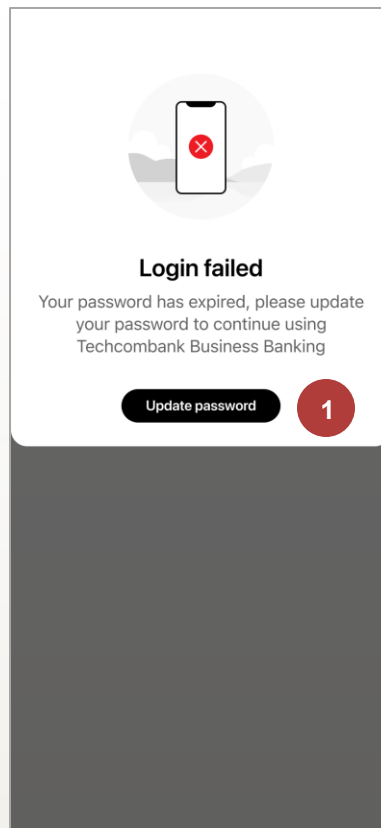 Login failed
Your password has expired, please update
your password to continue using
Techcombank Business Banking
Update password
1